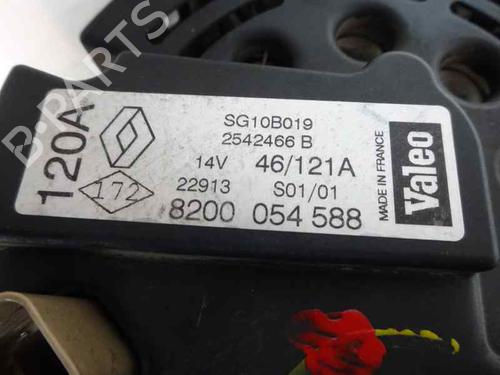 120A
172
SG10B019
2542466 B
14V 46/121A
22913 S01/01
8200 054 588
MADE IN FRANCE
Valeo
B-PARTS